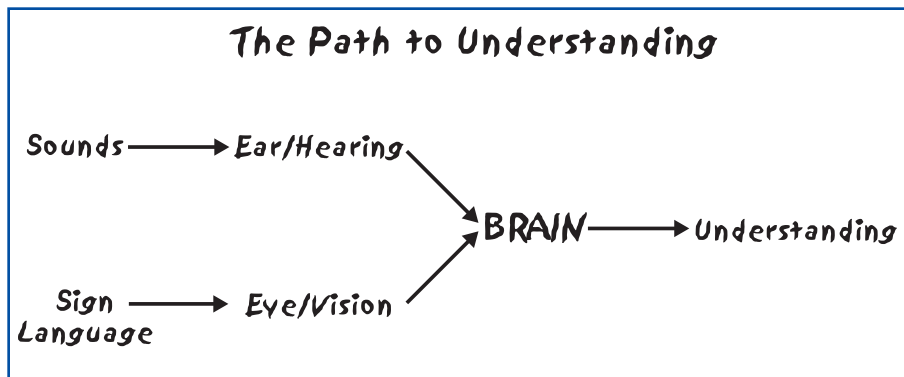 The Path to Understanding
Sounds
Ear/Hearing
BRAIN
Understanding
Sign
Language
Eye/Vision